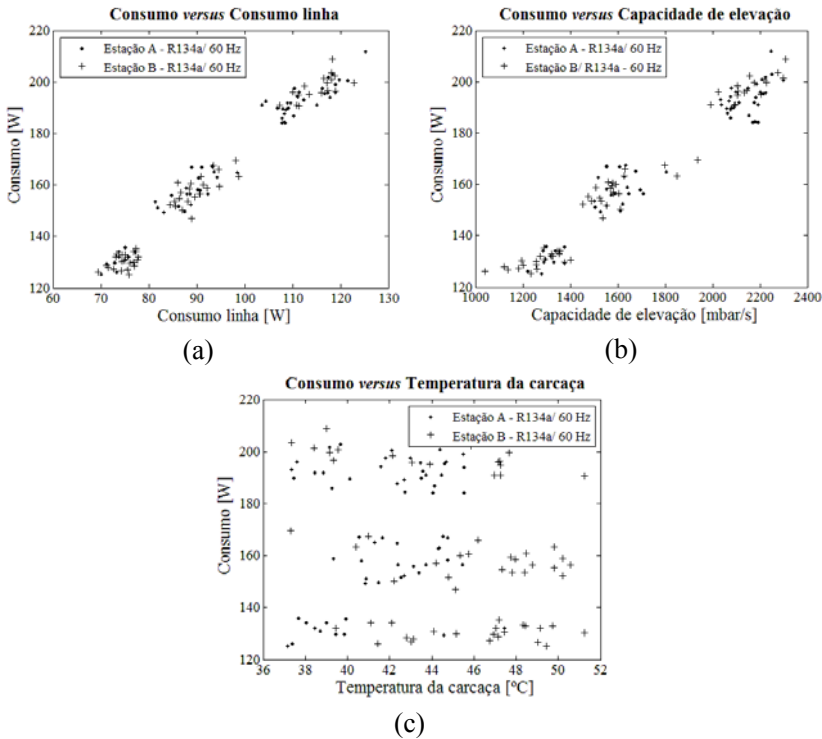 Consumo versus Consumo linha
Estação A - R134a/ 60 Hz
Estação B - R134a/ 60 Hz
220
200
180
160
140
120
Consumo [W]
60 70 80 90 100 110 120 130
Consumo linha [W]
(a)
Consumo versus Capacidade de elevação
Estação A - R134a/ 60 Hz
Estação B/ R134a - 60 Hz
220
200
180
160
140
120
Consumo [W]
1000 1200 1400 1600 1800 2000 2200 2400
Capacidade de elevação [mbar/s]
(b)
Consumo versus Temperatura da carcaça
Estação A - R134a/ 60 Hz
Estação B - R134a/ 60 Hz
220
200
180
160
140
120
Consumo [W]
36 38 40 42 44 46 48 50 52
Temperatura da carcaça [ºC]
(c)